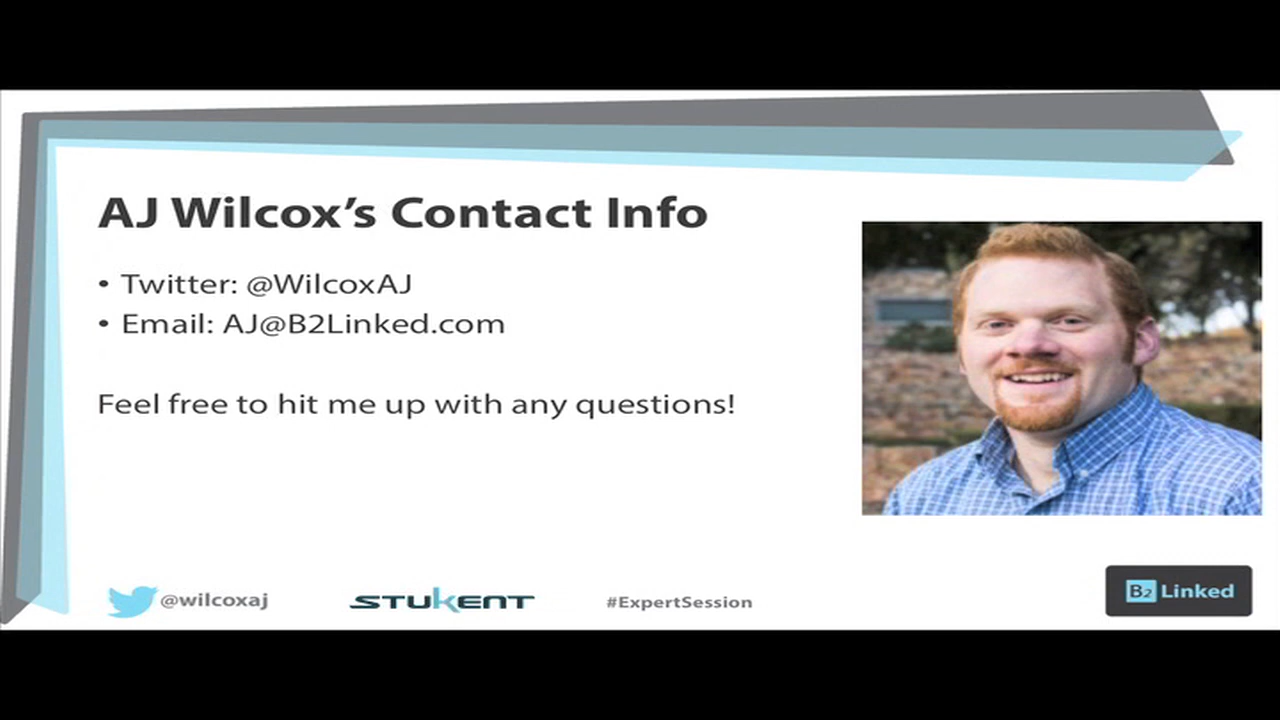 AJ Wilcox’s Contact Info
• Twitter: @WilcoxAJ
• Email: AJ@B2Linked.com
Feel free to hit me up with any questions!
@wilcoxaj
STUKENT
#ExpertSession
B2 Linked